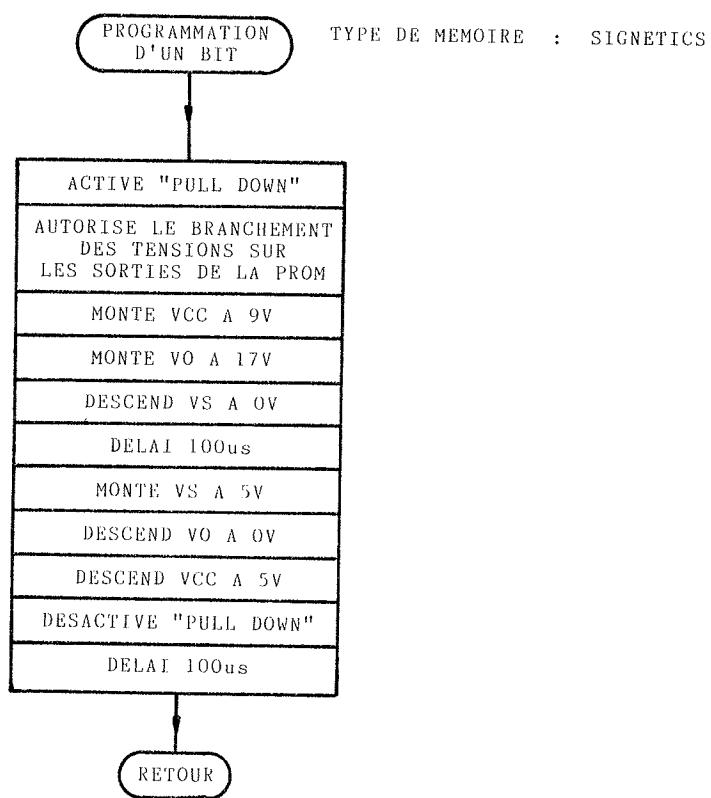 PROGRAMMATION
D'UN BIT
TYPE DE MEMOIRE : SIGNETICS
ACTIVE "PULL DOWN"
AUTORISE LE BRANCHEMENT
DES TENSIONS SUR
LES SORTIES DE LA PROM
MONTE VCC A 9V
MONTE VO A 17V
DESCEND VS A OV
DELAI 100us
MONTE VS A 5V
DESCEND VO A OV
DESCEND VCC A 5V
DESACTIVE "PULL DOWN"
DELAI 100us
RETOUR